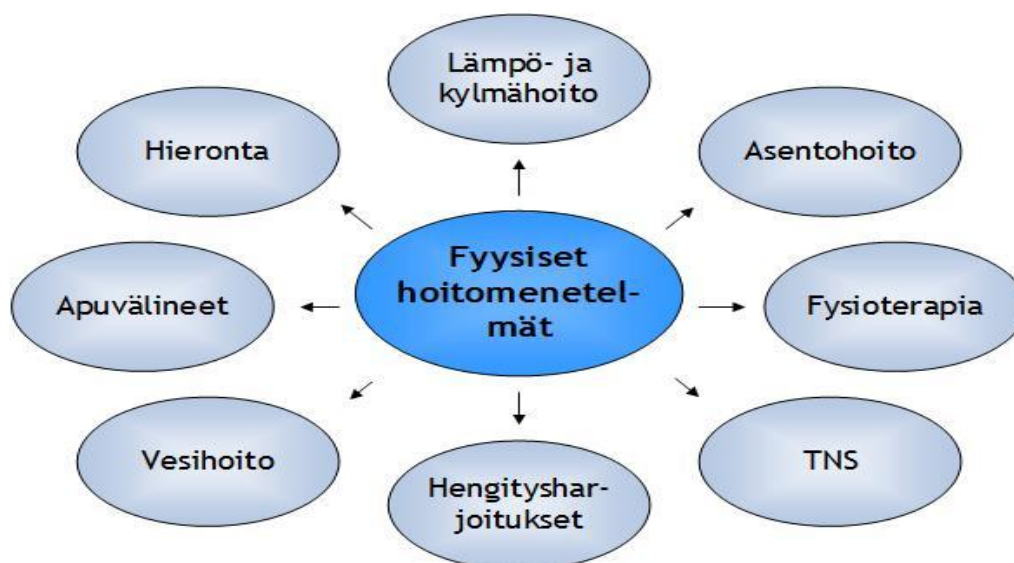 Lämpö- ja
kylmähoito
Hieronta
Asentohoito
Fyysiset
hoitomenetel-
mät
Apuvälineet
Fysioterapia
Vesihoito
TNS
Hengityshar-
joitukset